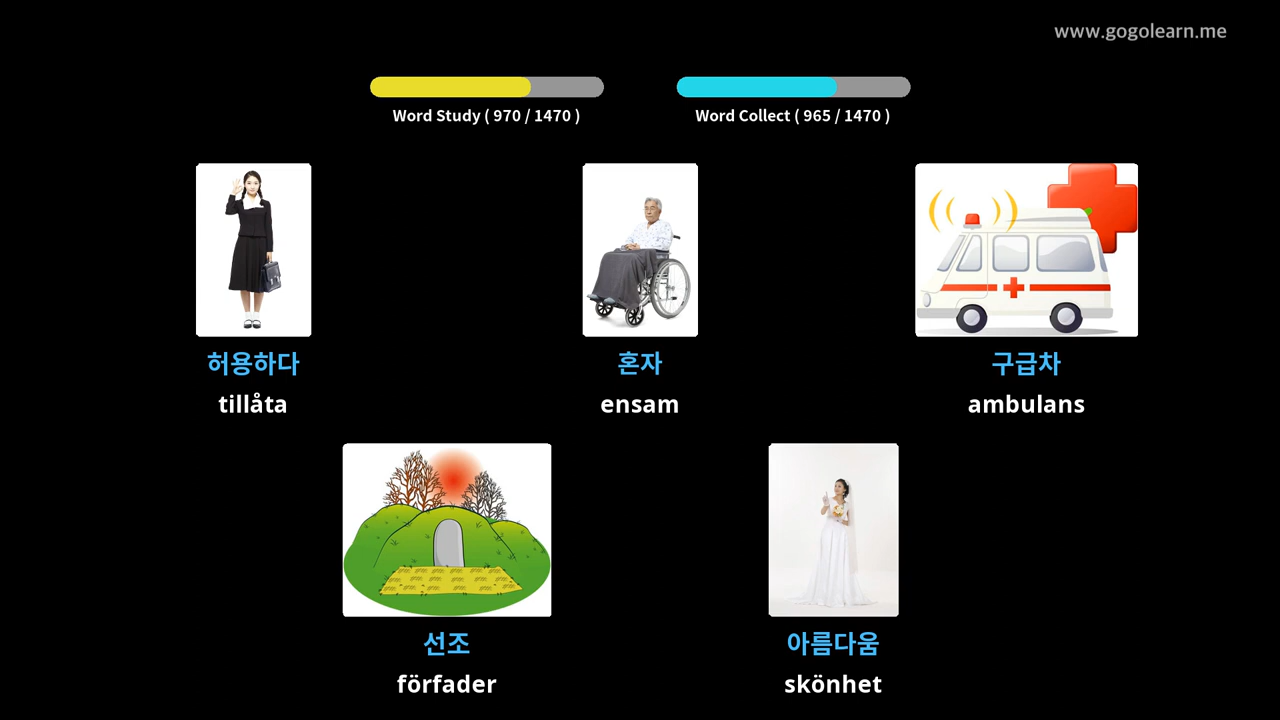 www.gogolearn.me
Word Study ( 970 / 1470 )
Word Collect ( 965 / 1470 )
허용하다
tillåta
혼자
ensam
구급차
ambulans
선조
förfader
아름다움
skönhet